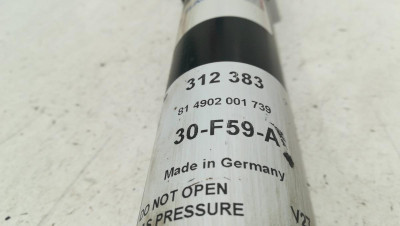 312 383
81 4902 001 739
30-F59-A
Made in Germany
DO NOT OPEN
PRESSURE